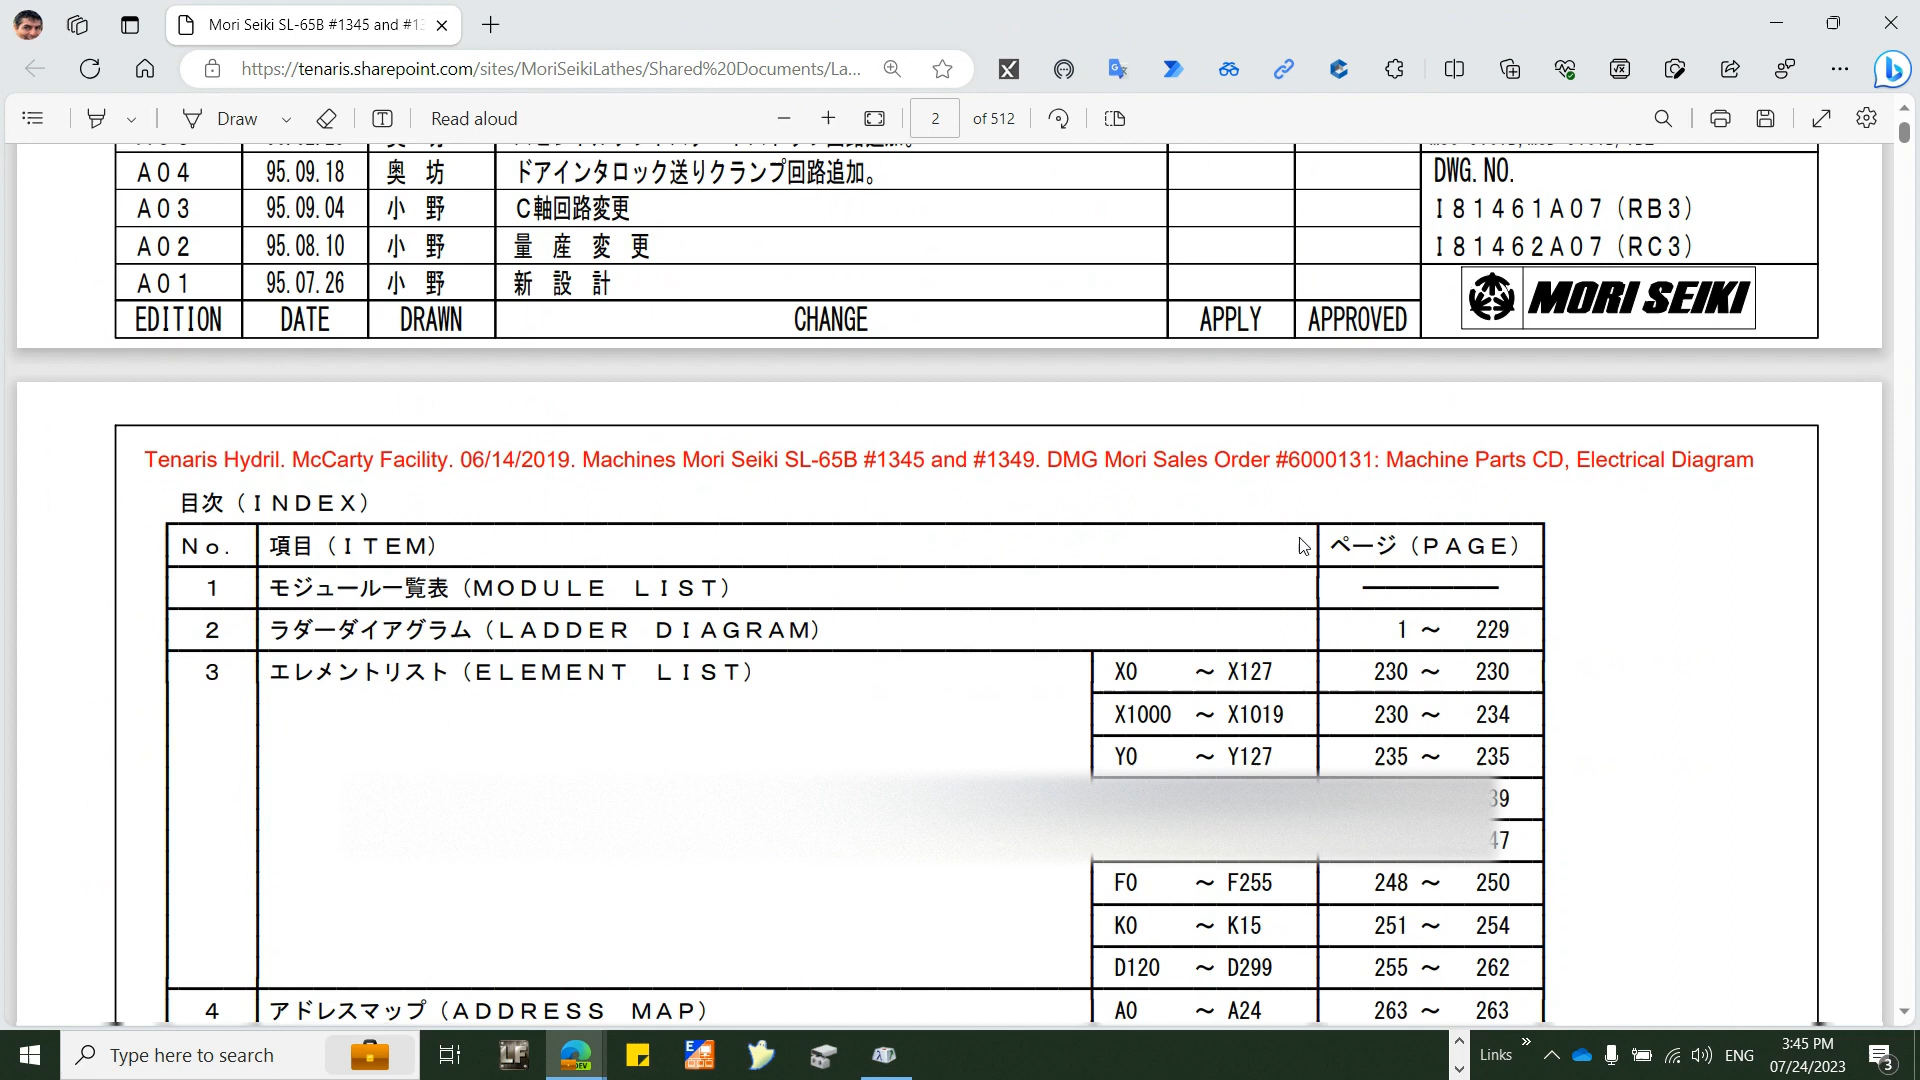 Mori Seiki SL-65B #1345 and #13
https://tenaris.sharepoint.com/sites/MoriSeikiLathes/Shared%20Documents/La...
Draw
Read aloud
2 of 512
A04 95.09.18 奥 坊 ドアインタロック送りクランプ回路追加。 DWG. NO.
A03 95.09.04 小 野 C軸回路変更 I81461A07 (RB3)
A02 95.08.10 小 野 量 産 変 更 I81462A07 (RC3)
A01 95.07.26 小 野 新 設 計 MORI SEIKI
EDITION DATE DRAWN CHANGE APPLY APPROVED
Tenaris Hydril. McCarty Facility. 06/14/2019. Machines Mori Seiki SL-65B #1345 and #1349. DMG Mori Sales Order #6000131: Machine Parts CD, Electrical Diagram
目次(INDEX)
No. 項目(ITEM) ページ(PAGE)
1 モジュール一覧表(MODULE LIST) ――――――
2 ラダーダイアグラム(LADDER DIAGRAM) 1 ~ 229
3 エレメントリスト(ELEMENT LIST) X0 ~ X127 230 ~ 230
X1000 ~ X1019 230 ~ 234
Y0 ~ Y127 235 ~ 235
39
47
F0 ~ F255 248 ~ 250
K0 ~ K15 251 ~ 254
D120 ~ D299 255 ~ 262
4 アドレスマップ(ADDRESS MAP) A0 ~ A24 263 ~ 263
Type here to search
Links
ENG
3:45 PM
07/24/2023
3